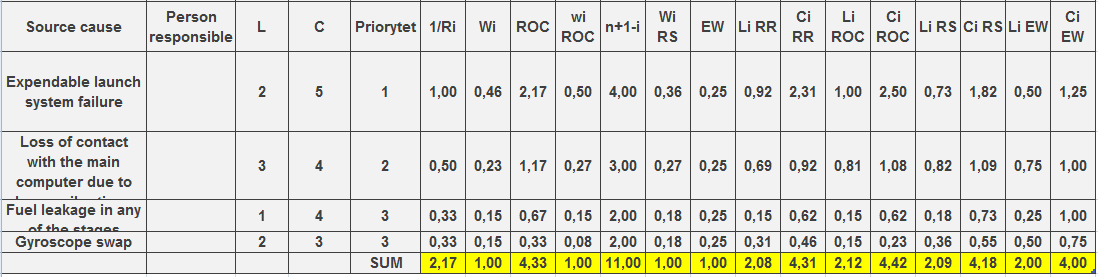 Source cause Person responsible L C Priorytet 1/Ri Wi ROC wi ROC n+1-i Wi RS EW Li RR Ci RR Li ROC Ci ROC Li RS Ci RS Li EW Ci EW
Expendable launch system failure 2 5 1 1,00 0,46 2,17 0,50 4,00 0,36 0,25 0,92 2,31 1,00 2,50 0,73 1,82 0,50 1,25
Loss of contact with the main computer due to 3 4 2 0,50 0,23 1,17 0,27 3,00 0,27 0,25 0,69 0,92 0,81 1,08 0,82 1,09 0,75 1,00
Fuel leakage in any of the stages 1 4 3 0,33 0,15 0,67 0,15 2,00 0,18 0,25 0,15 0,62 0,15 0,62 0,18 0,73 0,25 1,00
Gyroscope swap 2 3 3 0,33 0,15 0,33 0,08 2,00 0,18 0,25 0,31 0,46 0,15 0,23 0,36 0,55 0,50 0,75
SUM 2,17 1,00 4,33 1,00 11,00 1,00 1,00 2,08 4,31 2,12 4,42 2,09 4,18 2,00 4,00